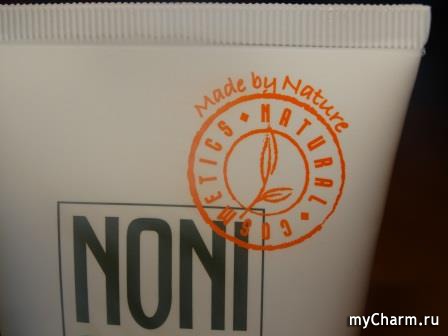 Made by Nature
NATURAL • COSMETICS •
NONI
myCharm.ru